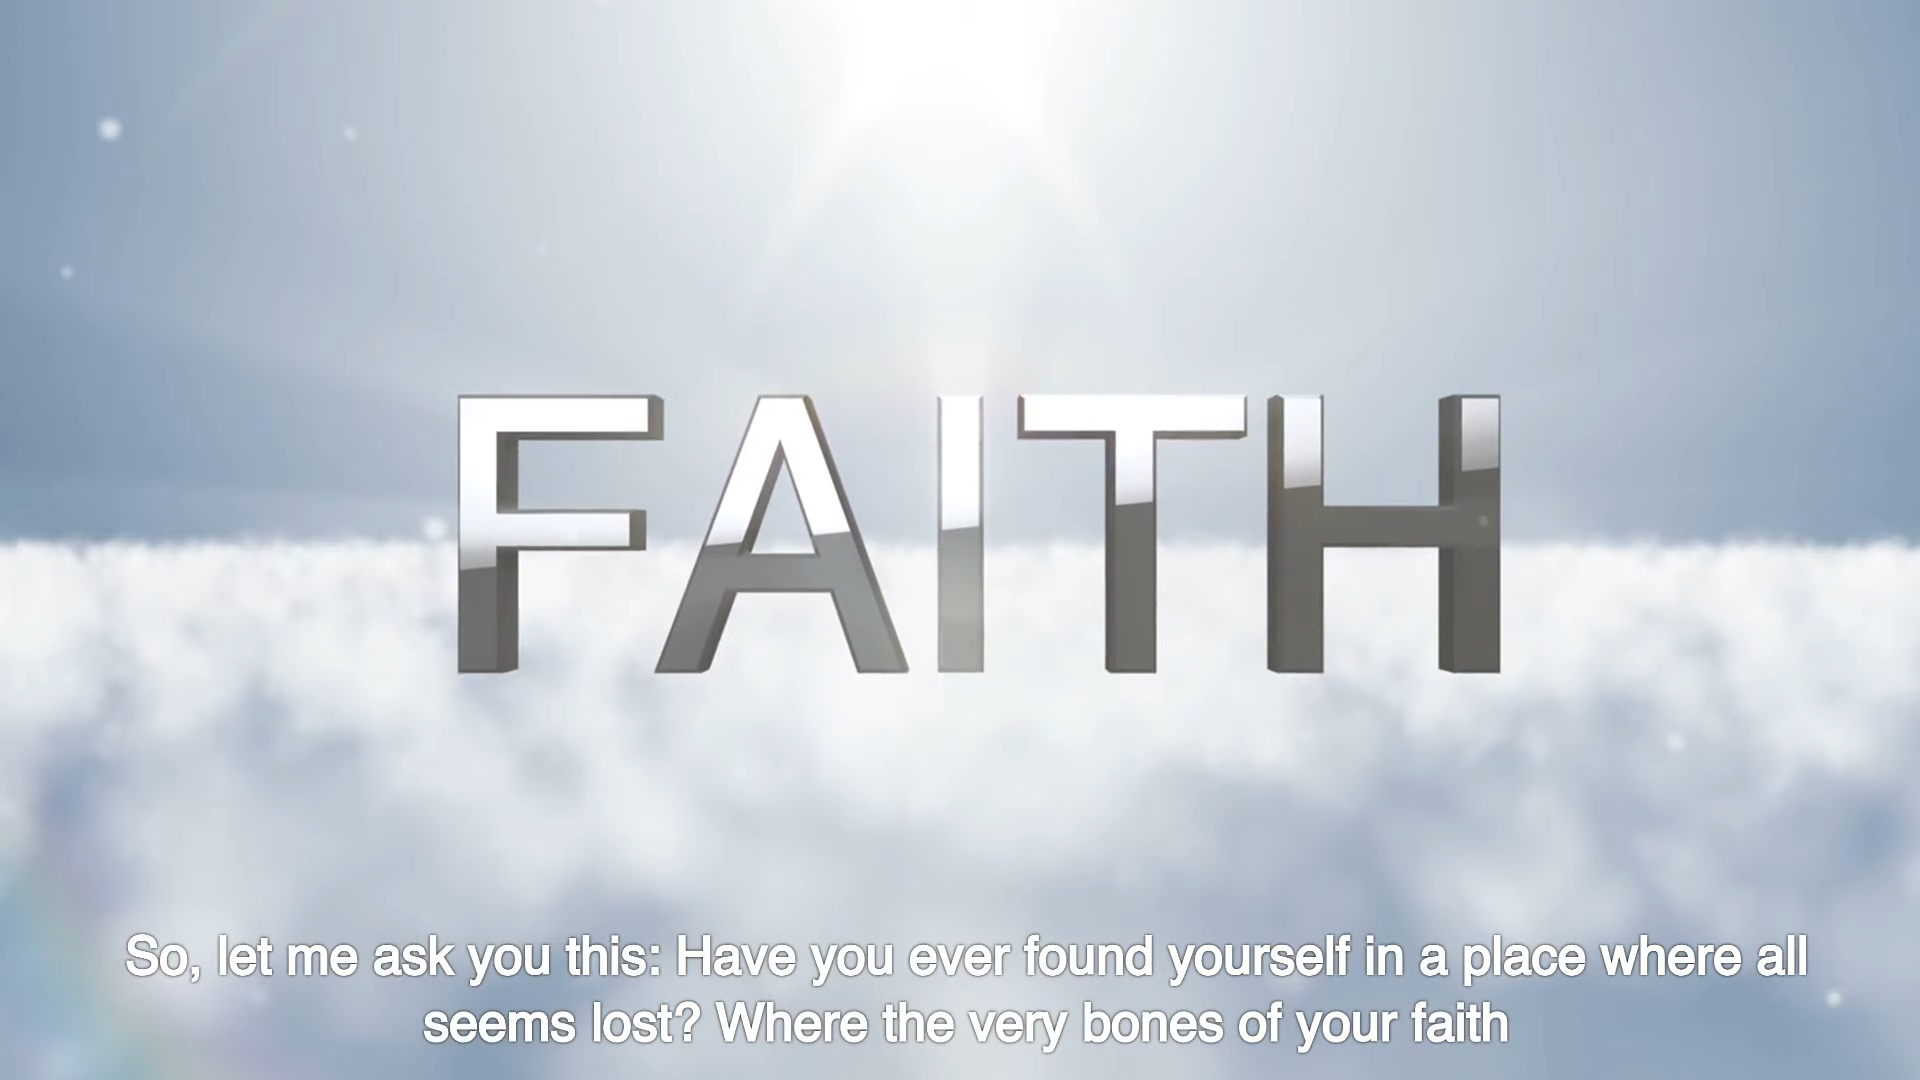 FAITH
So, let me ask you this: Have you ever found yourself in a place where all
seems lost? Where the very bones of your faith